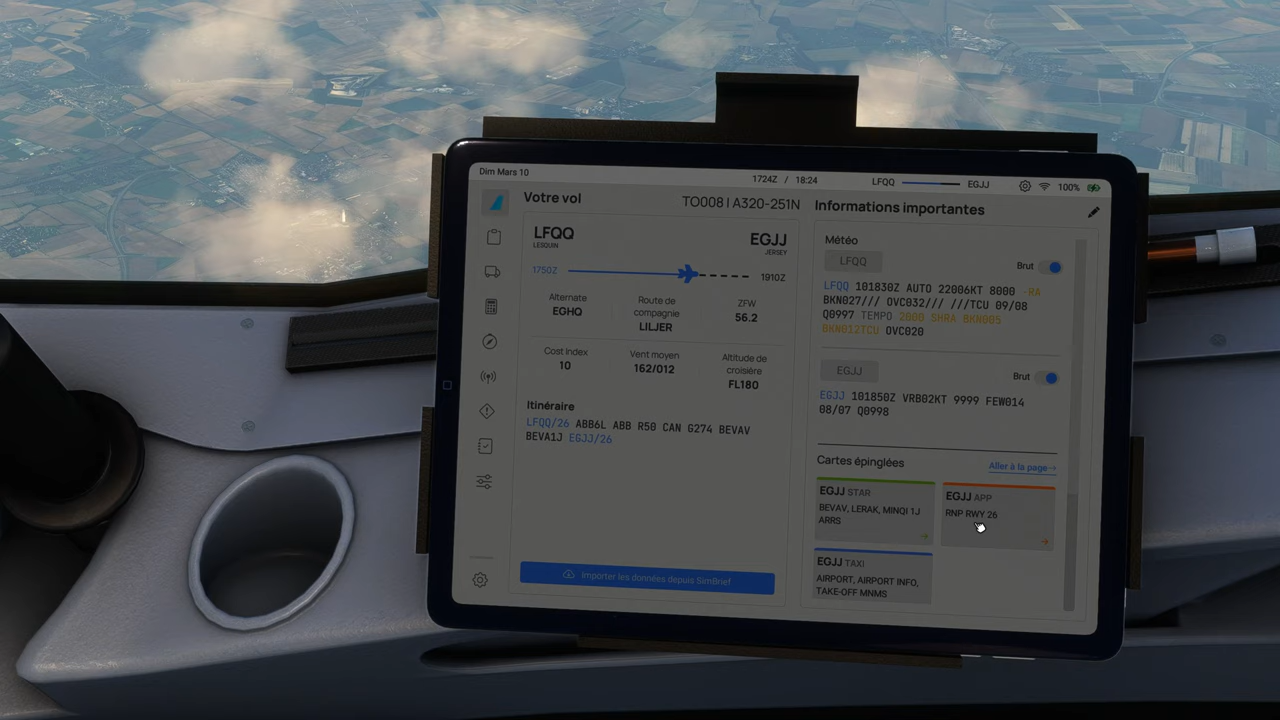 Dim Mars 10
1724Z / 18:24
LFQQ EGJJ
100%
Votre vol
TO008 | A320-251N
LFQQ
LESQUIN
EGJJ
JERSEY
1750Z
1910Z
Alternate
EGHQ
Route de
compagnie
LILJER
ZFW
56.2
Cost Index
10
Vent moyen
162/012
Altitude de
croisière
FL180
Itinéraire
LFQQ/26 ABB6L ABB R50 CAN G274 BEVAV
BEVA1J EGJJ/26
Importer les données depuis SimBrief
Informations importantes
Météo
LFQQ
Brut
LFQQ 101830Z AUTO 22006KT 8000 -RA
BKN027/// OVC032/// ///TCU 09/08
Q0997 TEMPO 2000 SHRA BKN005
BKN012TCU OVC020
EGJJ
Brut
EGJJ 101850Z VRB02KT 9999 FEW014
08/07 Q0998
Cartes épinglées
Aller à la page
EGJJ STAR
BEVAV, LERAK, MINQI 1J
ARRS
EGJJ APP
RNP RWY 26
EGJJ TAXI
AIRPORT, AIRPORT INFO,
TAKE-OFF MNMS